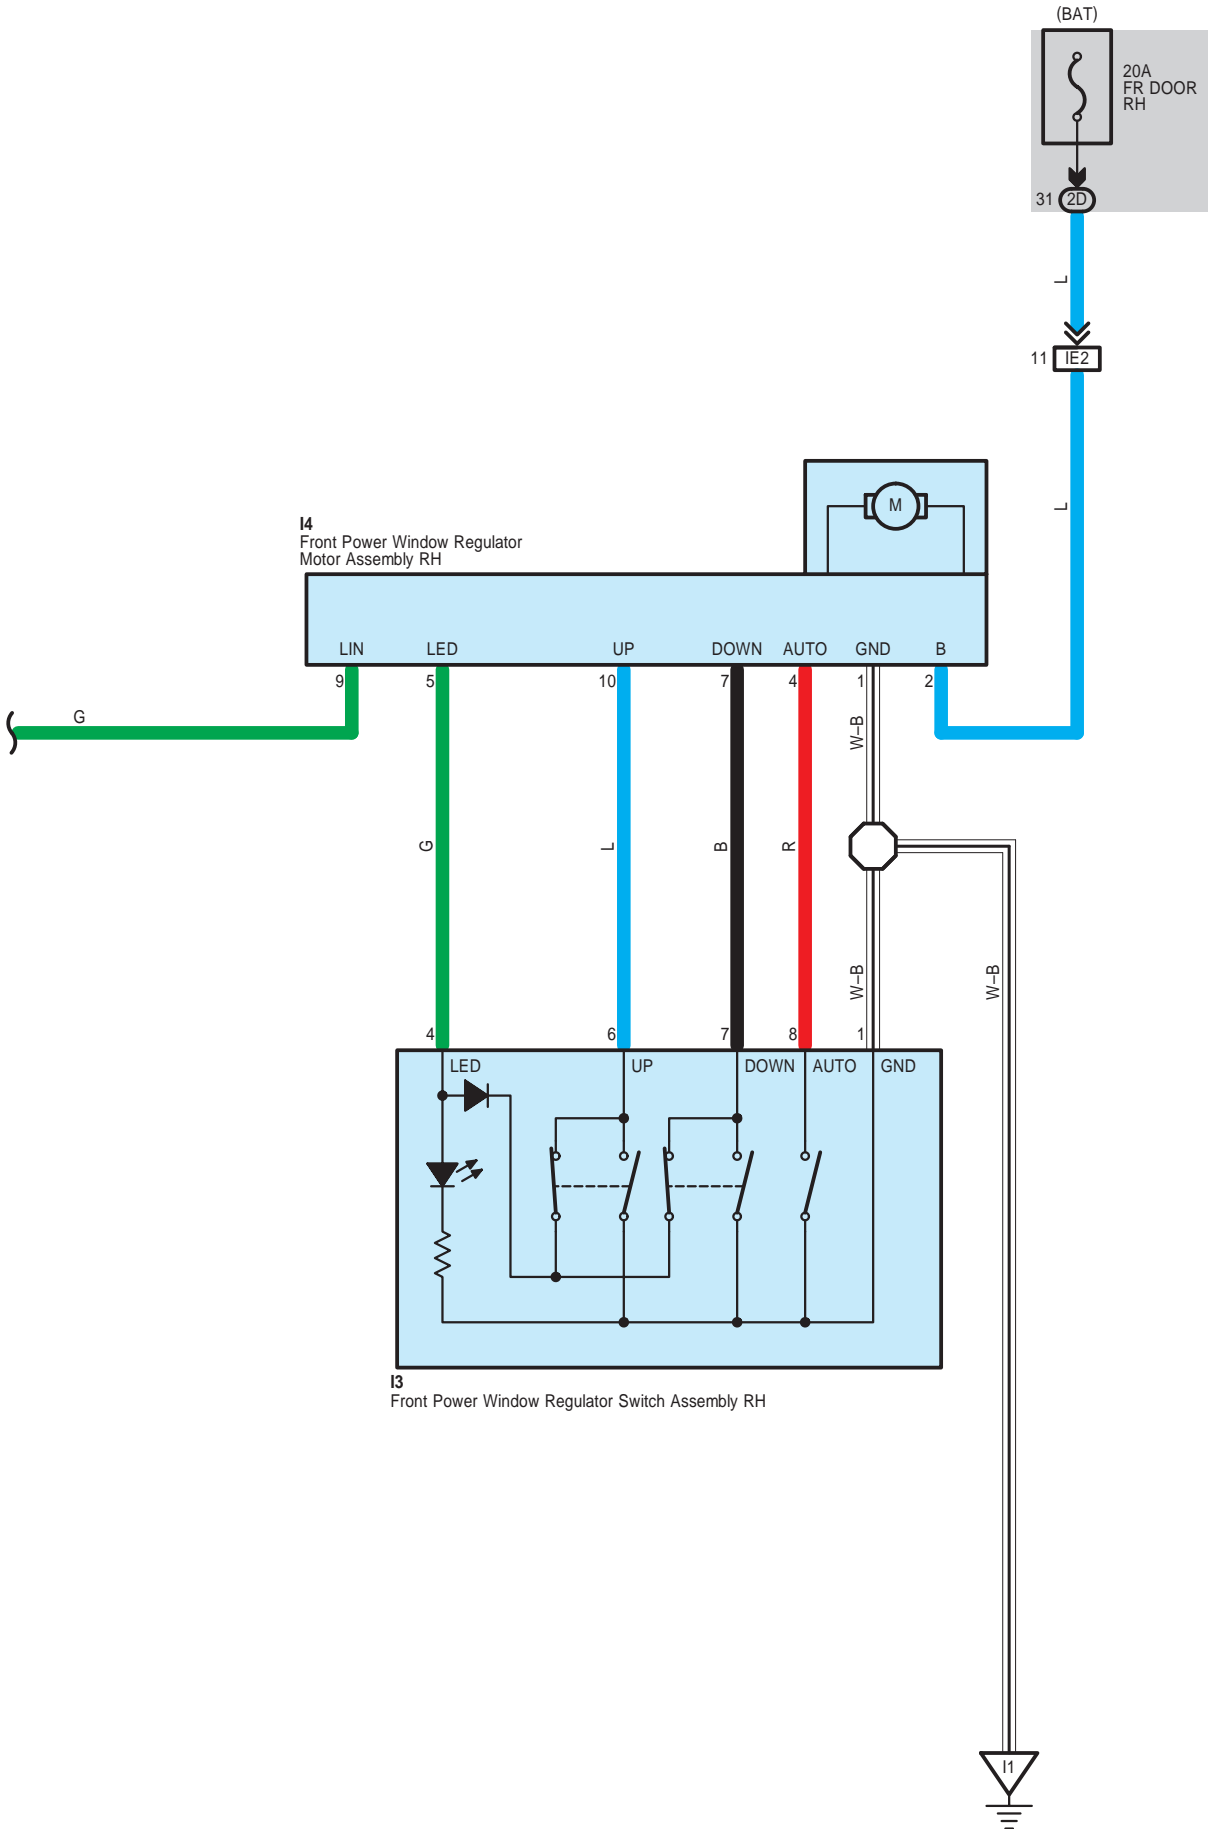 (BAT)
20A
FR DOOR
RH
31 2D
L
11 IE2
L
M
I4
Front Power Window Regulator
Motor Assembly RH
LIN LED UP DOWN AUTO GND B
9 5 10 7 4 1 2
G
W–B
G L B R
W–B W–B
4 6 7 8 1
LED UP DOWN AUTO GND
I3
Front Power Window Regulator Switch Assembly RH
I1